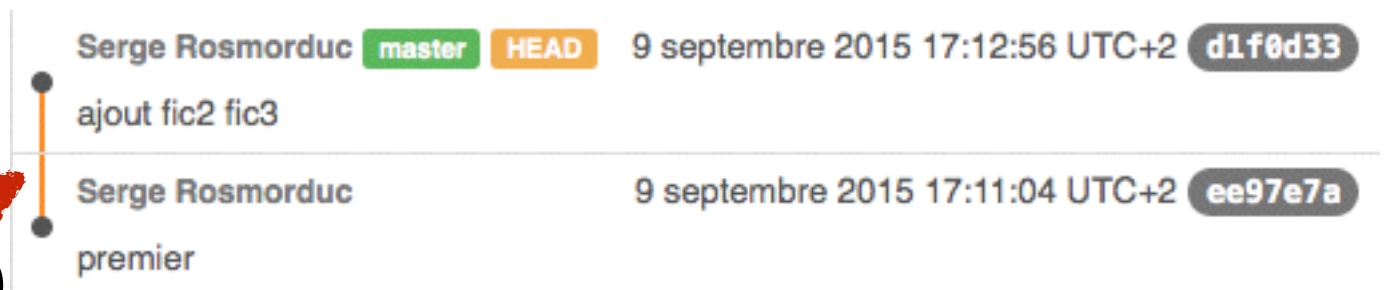 Serge Rosmorduc master HEAD 9 septembre 2015 17:12:56 UTC+2 d1f0d33
ajout fic2 fic3
Serge Rosmorduc 9 septembre 2015 17:11:04 UTC+2 ee97e7a
premier